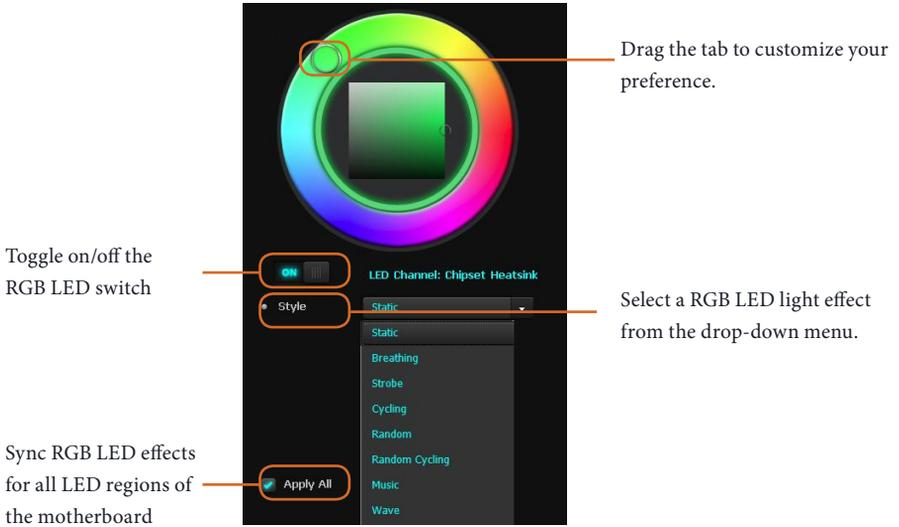 Drag the tab to customize your
preference.
Toggle on/off the
RGB LED switch
ON
LED Channel: Chipset Heatsink
Style
Static
Select a RGB LED light effect
from the drop-down menu.
Static
Breathing
Strobe
Cycling
Random
Random Cycling
Music
Wave
Sync RGB LED effects
for all LED regions of
the motherboard
Apply All